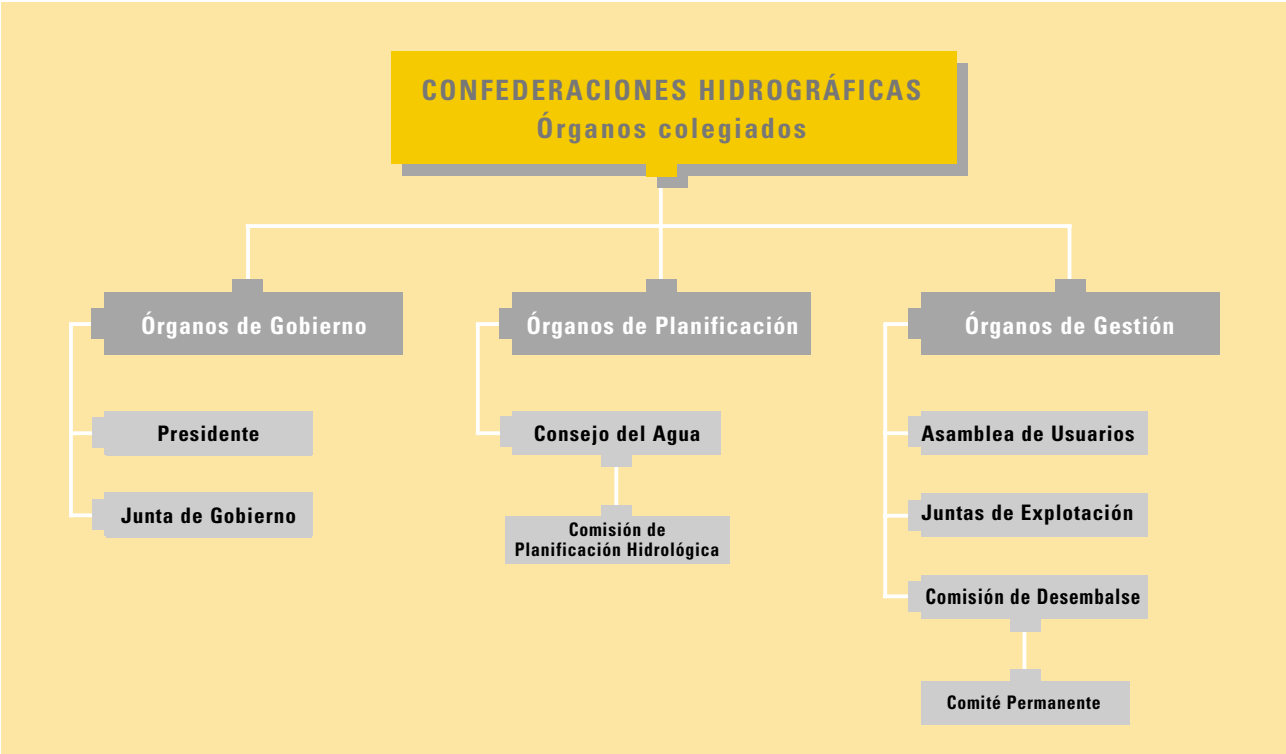 CONFEDERACIONES HIDROGRÁFICAS
Órganos colegiados
Órganos de Gobierno
Presidente
Junta de Gobierno
Órganos de Planificación
Consejo del Agua
Comisión de
Planificación Hidrológica
Órganos de Gestión
Asamblea de Usuarios
Juntas de Explotación
Comisión de Desembalse
Comité Permanente